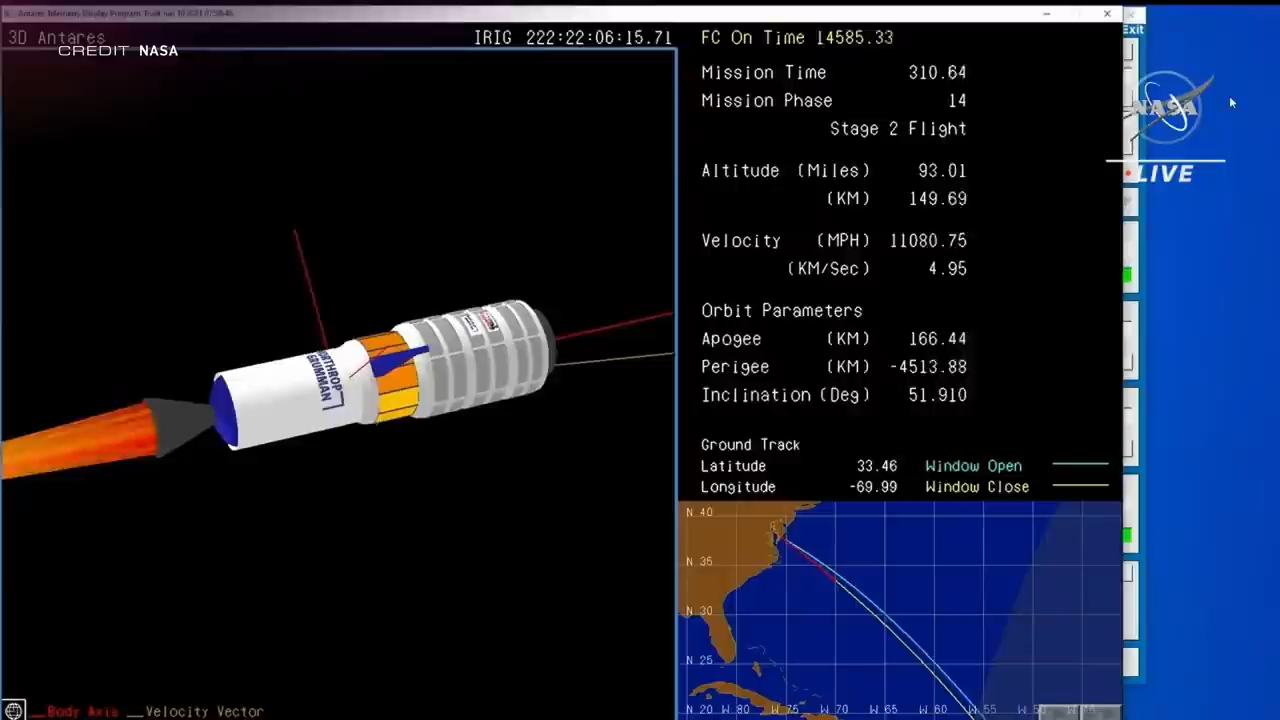 3D Antares
CREDIT NASA
IRIG 222:22:06:15.71
FC On Time 14585.33
Exit
Mission Time 310.64
Mission Phase 14
Stage 2 Flight
NASA
LIVE
Altitude (Miles) 93.01
(KM) 149.69
Velocity (MPH) 11080.75
(KM/Sec) 4.95
Orbit Parameters
Apogee (KM) 166.44
Perigee (KM) -4513.88
Inclination (Deg) 51.910
NORTHROP
GRUMMAN
Ground Track
Latitude 33.46 Window Open
Longitude -69.99 Window Close
N 40
N 35
N 30
N 25
N 20 W 80 W 75 W 70 W 65 W 60 W 55 W 50
Body Axis Velocity Vector